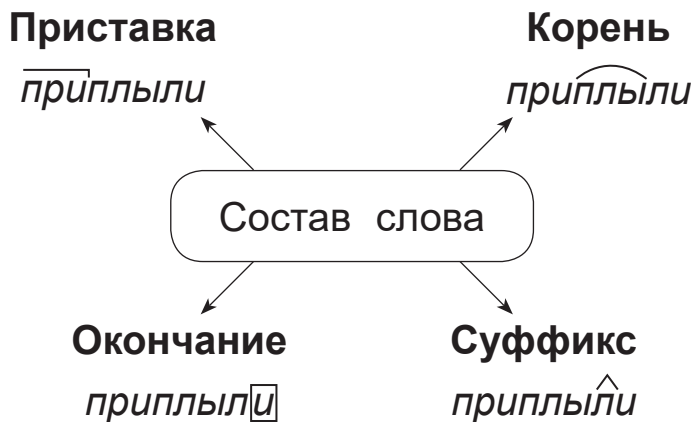 Приставка
приплыли
Корень
приплыли
Состав слова
Окончание
приплыли
Суффикс
приплыли